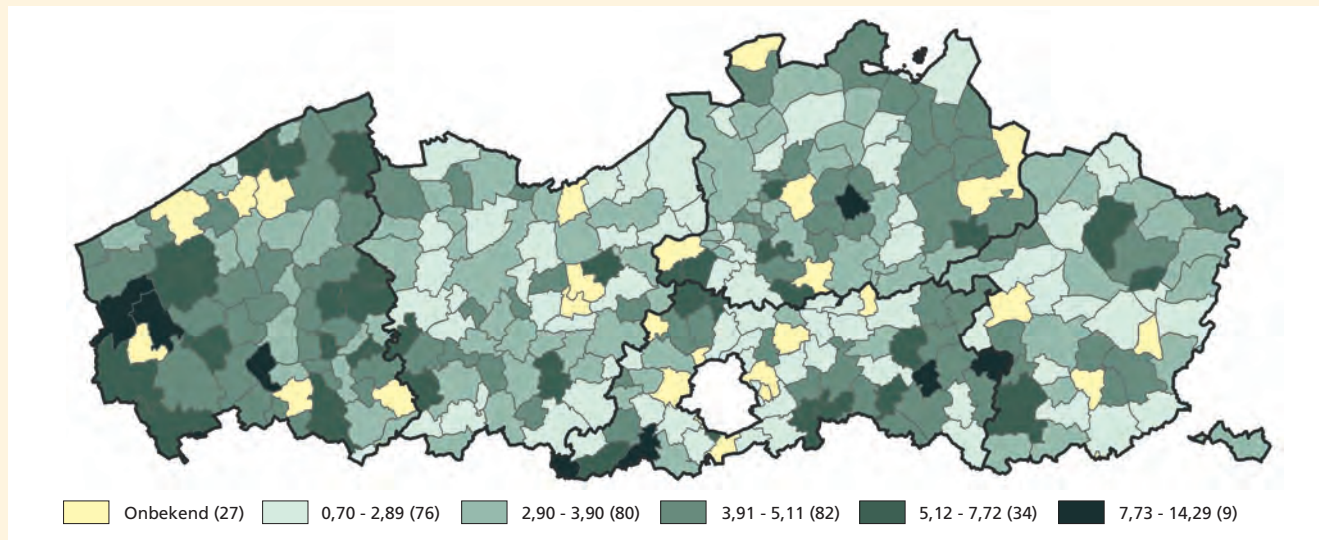 Onbekend (27) 0,70 - 2,89 (76) 2,90 - 3,90 (80) 3,91 - 5,11 (82) 5,12 - 7,72 (34) 7,73 - 14,29 (9)